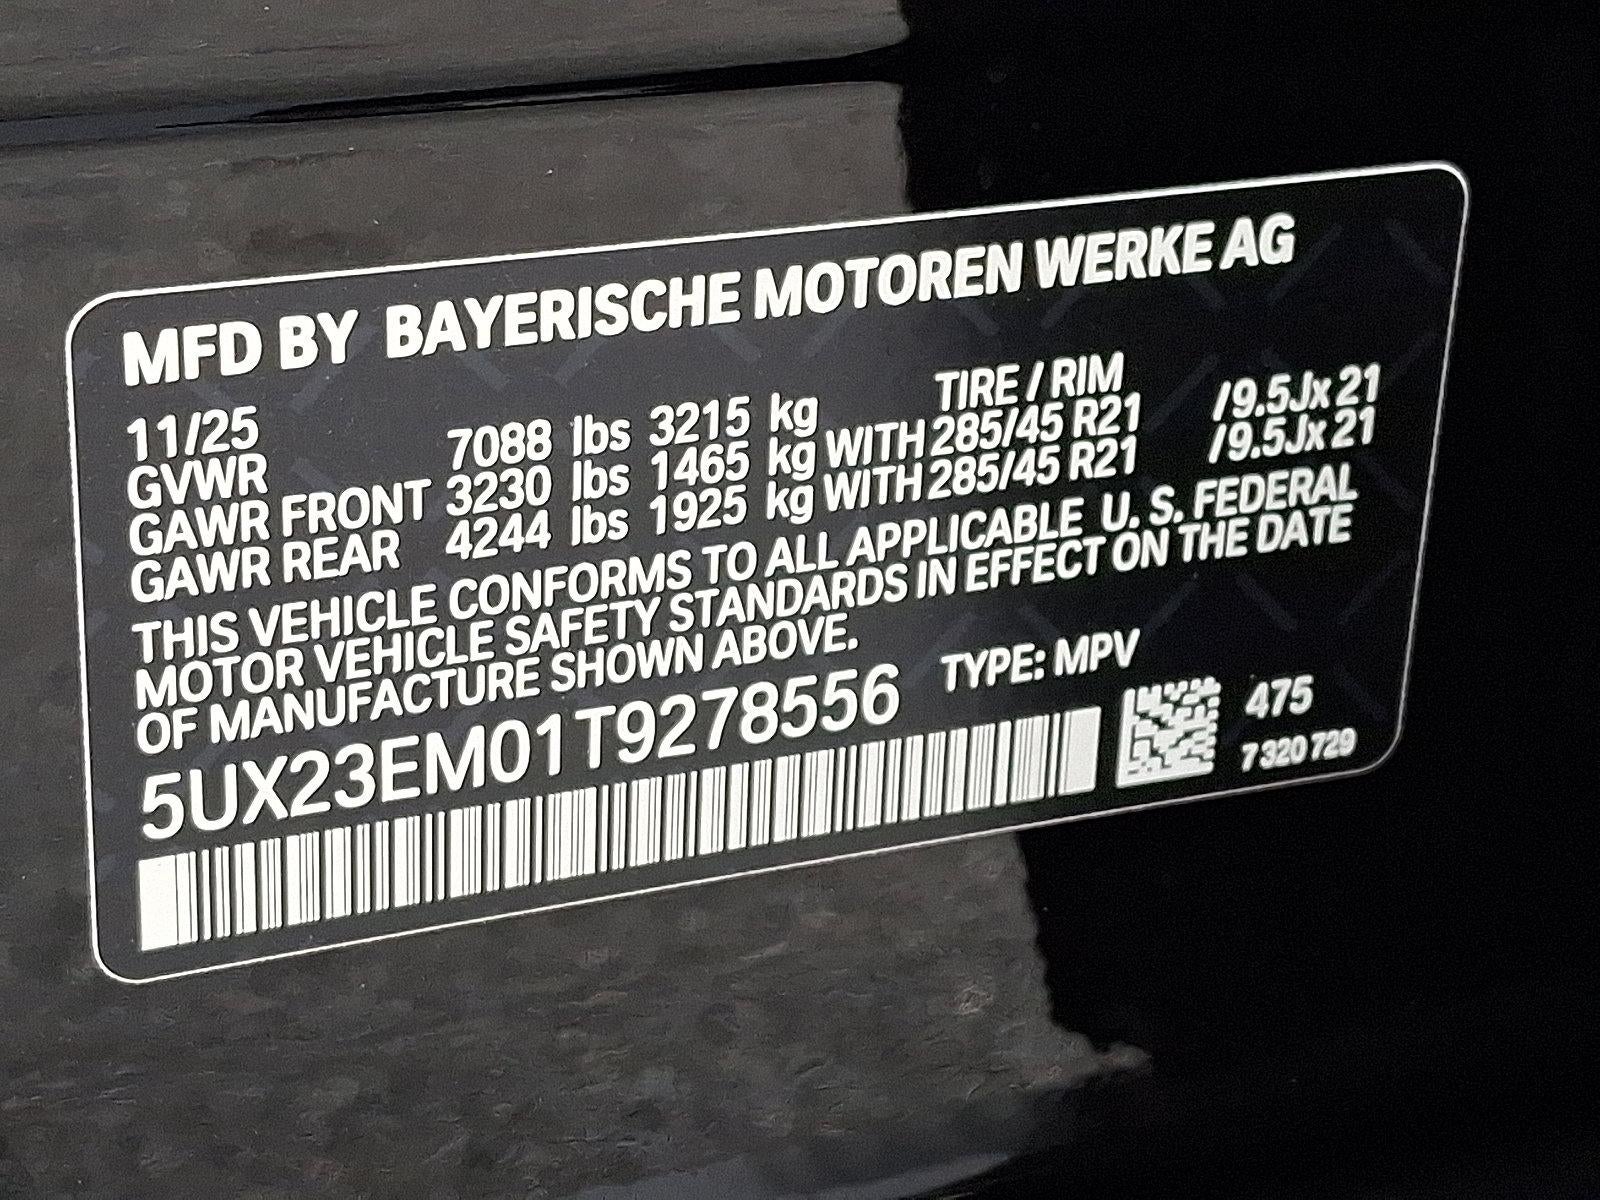 MFD BY BAYERISCHE MOTOREN WERKE AG
11/25 TIRE / RIM
GVWR 7088 lbs 3215 kg
GAWR FRONT 3230 lbs 1465 kg WITH 285/45 R21 /9.5Jx 21
GAWR REAR 4244 lbs 1925 kg WITH 285/45 R21 /9.5Jx 21
THIS VEHICLE CONFORMS TO ALL APPLICABLE U. S. FEDERAL
MOTOR VEHICLE SAFETY STANDARDS IN EFFECT ON THE DATE
OF MANUFACTURE SHOWN ABOVE.
5UX23EM01T9278556 TYPE: MPV
475
7 320 729